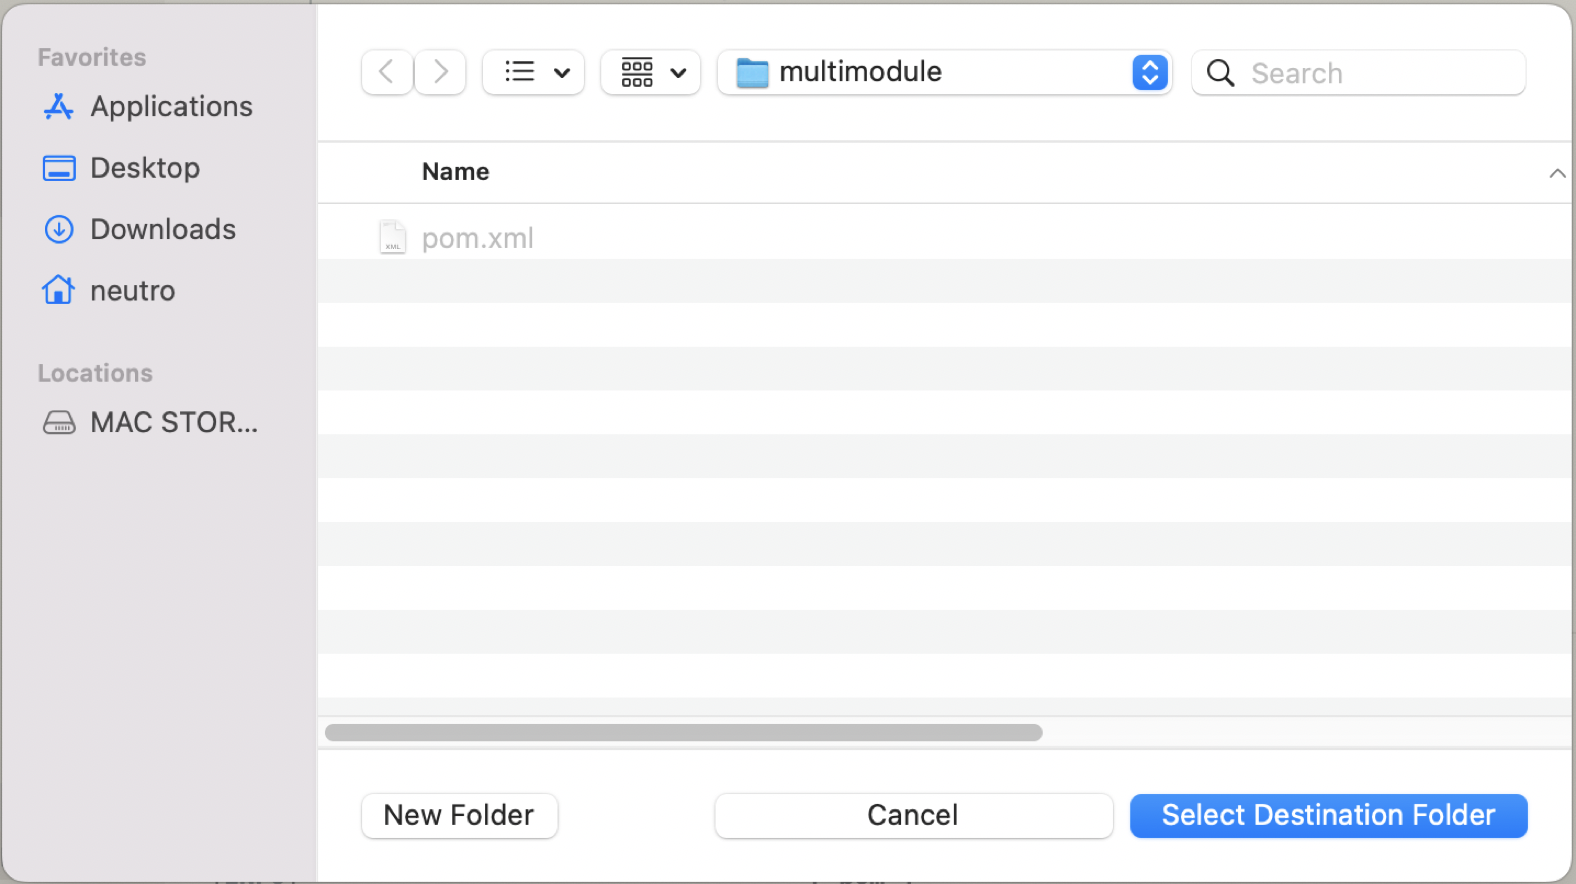 Favorites
Applications
Desktop
Downloads
neutro
Locations
MAC STOR...
multimodule
Search
Name
XML
pom.xml
New Folder
Cancel
Select Destination Folder